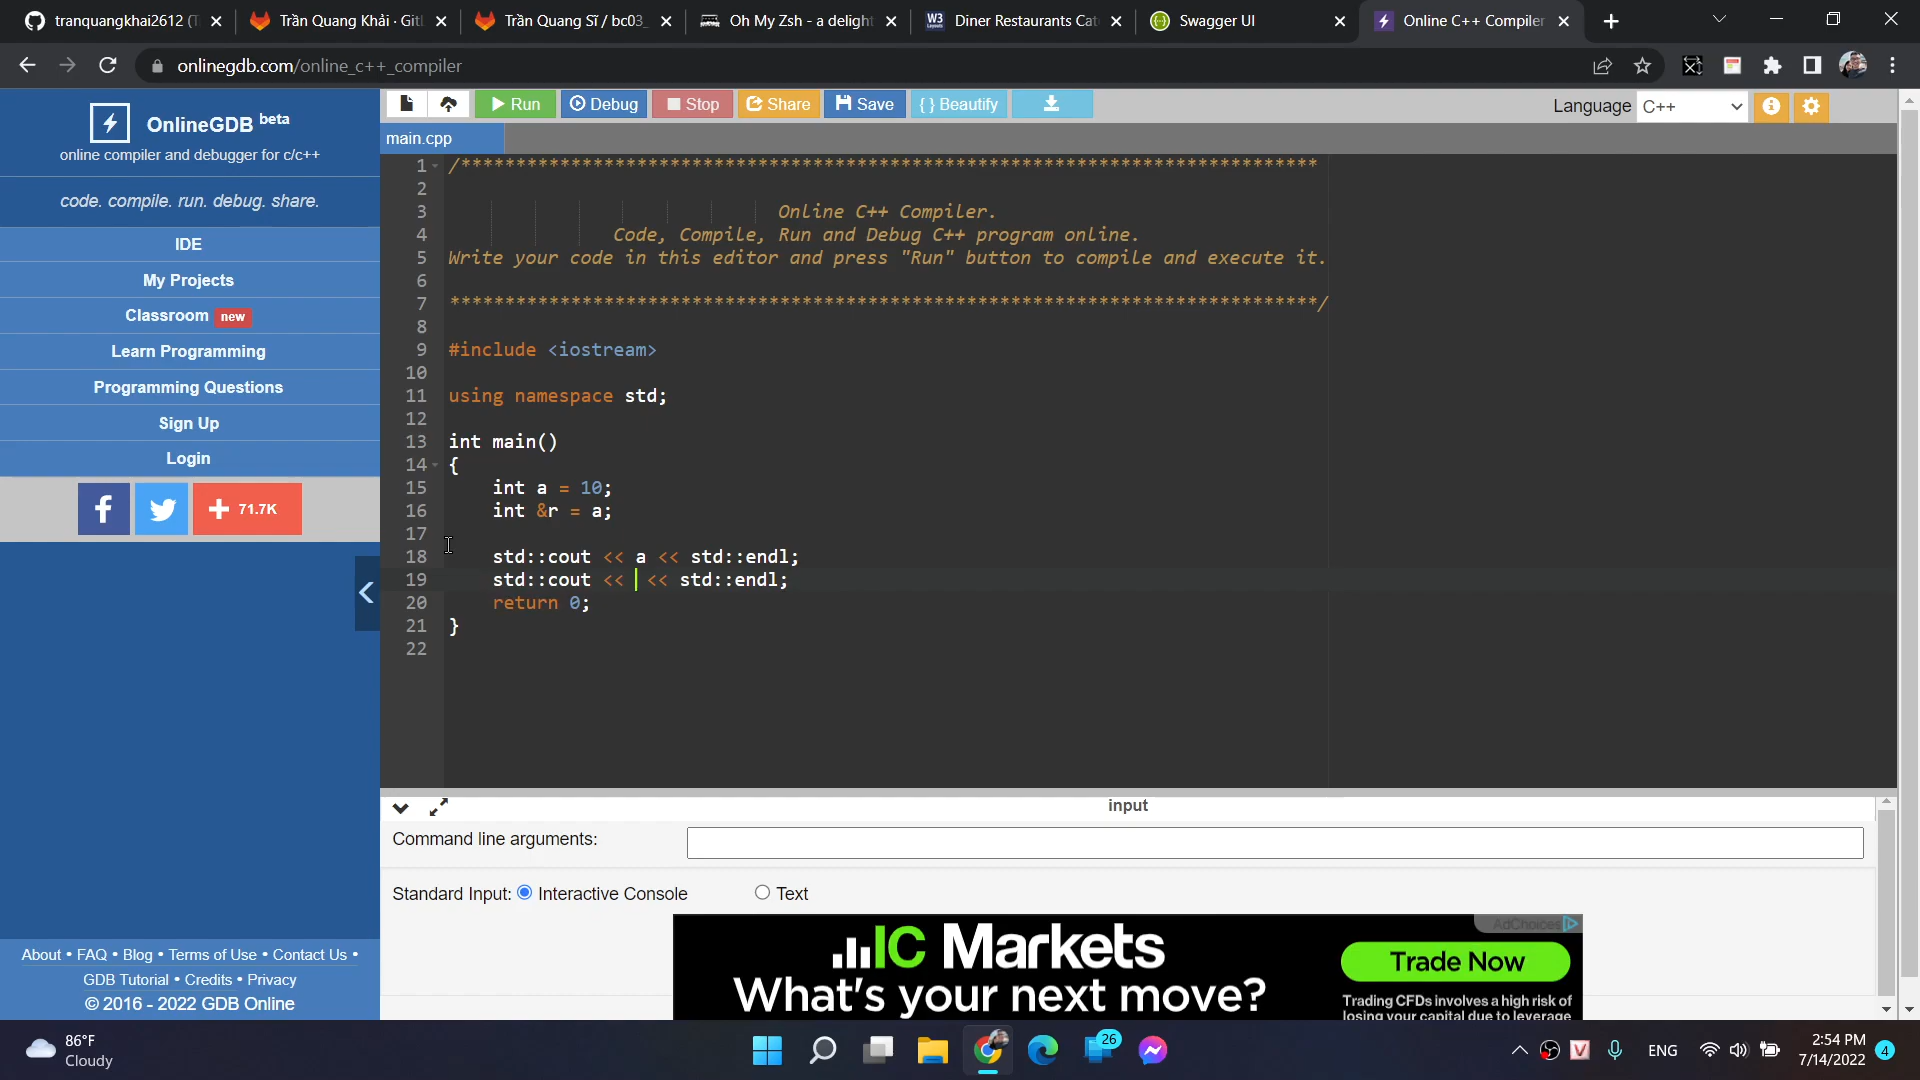 tranquangkhai2612 (T
Trần Quang Khải · Gitl
Trần Quang Sĩ / bc03_
Oh My Zsh - a delight
W3 Diner Restaurants Cat
Swagger UI
Online C++ Compiler
onlinegdb.com/online_c++_compiler
OnlineGDB beta
online compiler and debugger for c/c++
code. compile. run. debug. share.
IDE
My Projects
Classroom new
Learn Programming
Programming Questions
Sign Up
Login
+ 71.7K
About • FAQ • Blog • Terms of Use • Contact Us •
GDB Tutorial • Credits • Privacy
© 2016 - 2022 GDB Online
Run Debug Stop Share Save { } Beautify
Language C++
main.cpp
1 /******************************************************************************
2
3 Online C++ Compiler.
4 Code, Compile, Run and Debug C++ program online.
5 Write your code in this editor and press "Run" button to compile and execute it.
6
7 *******************************************************************************/
8
9 #include <iostream>
10
11 using namespace std;
12
13 int main()
14 {
15 int a = 10;
16 int &r = a;
17
18 std::cout << a << std::endl;
19 std::cout << << std::endl;
20 return 0;
21 }
22
input
Command line arguments:
Standard Input: Interactive Console Text
AdChoices
IC Markets
What's your next move?
Trade Now
Trading CFDs involves a high risk of
losing your capital due to leverage
86°F
Cloudy
26
V
ENG
2:54 PM
7/14/2022
4